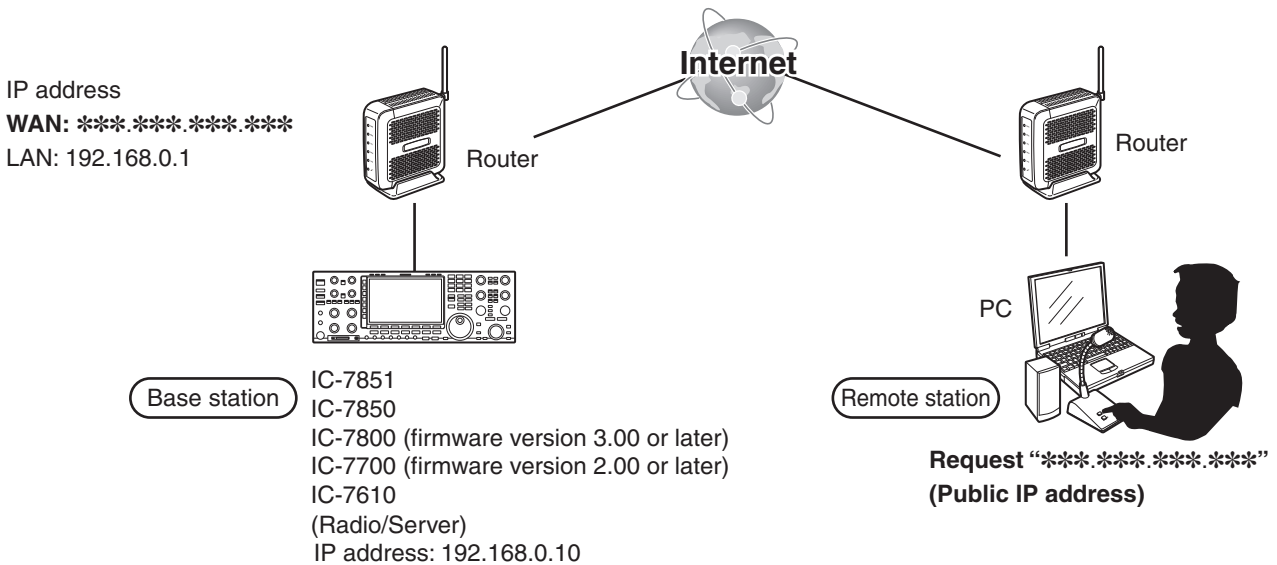 Internet
IP address
WAN: ***.***.***.***
LAN: 192.168.0.1
Router
Router
PC
Base station
IC-7851
IC-7850
IC-7800 (firmware version 3.00 or later)
IC-7700 (firmware version 2.00 or later)
IC-7610
(Radio/Server)
IP address: 192.168.0.10
Remote station
Request “***.***.***.***”
(Public IP address)